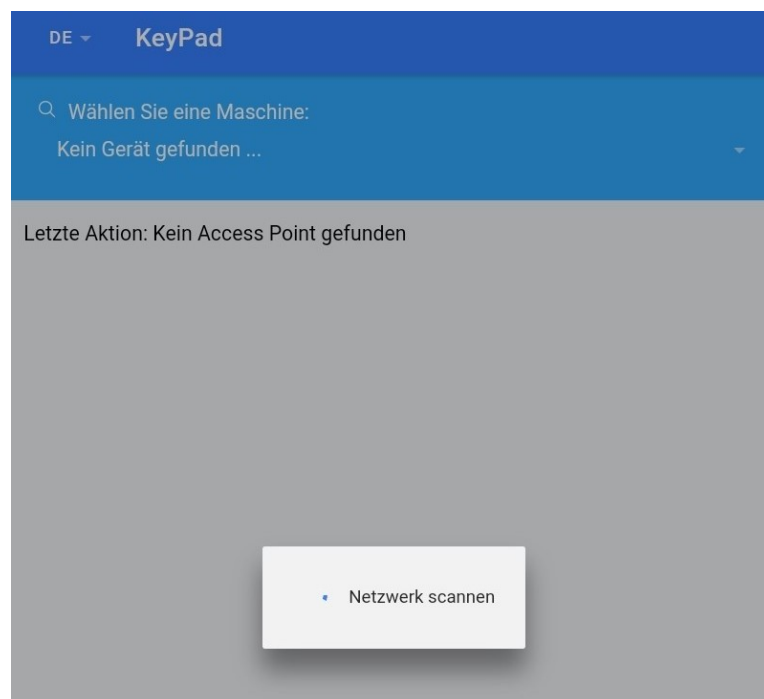 DE KeyPad
Wählen Sie eine Maschine:
Kein Gerät gefunden ...
Letzte Aktion: Kein Access Point gefunden
Netzwerk scannen